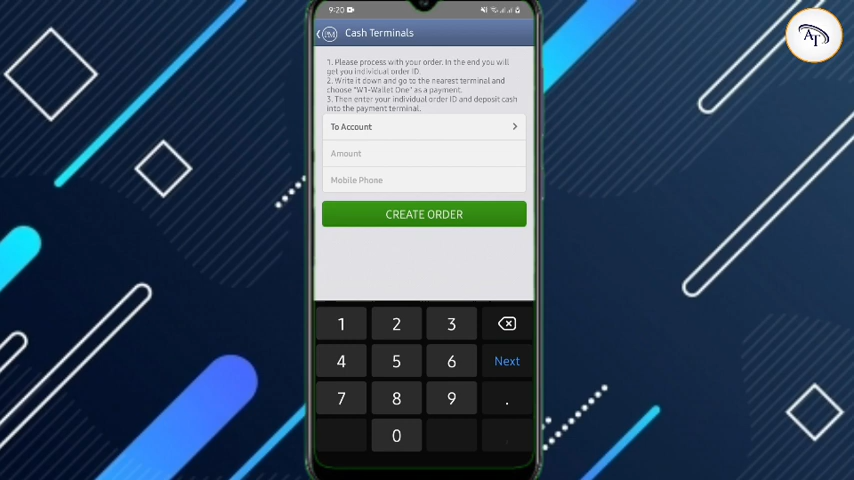 9:20
PM Cash Terminals
1. Please process with your order. In the end you will
get you individual order ID.
2. Write it down and go to the nearest terminal and
choose "W1-Wallet One" as a payment.
3. Then enter your individual order ID and deposit cash
into the payment terminal.
To Account
Amount
Mobile Phone
CREATE ORDER
1 2 3
4 5 6 Next
7 8 9 .
0
AT